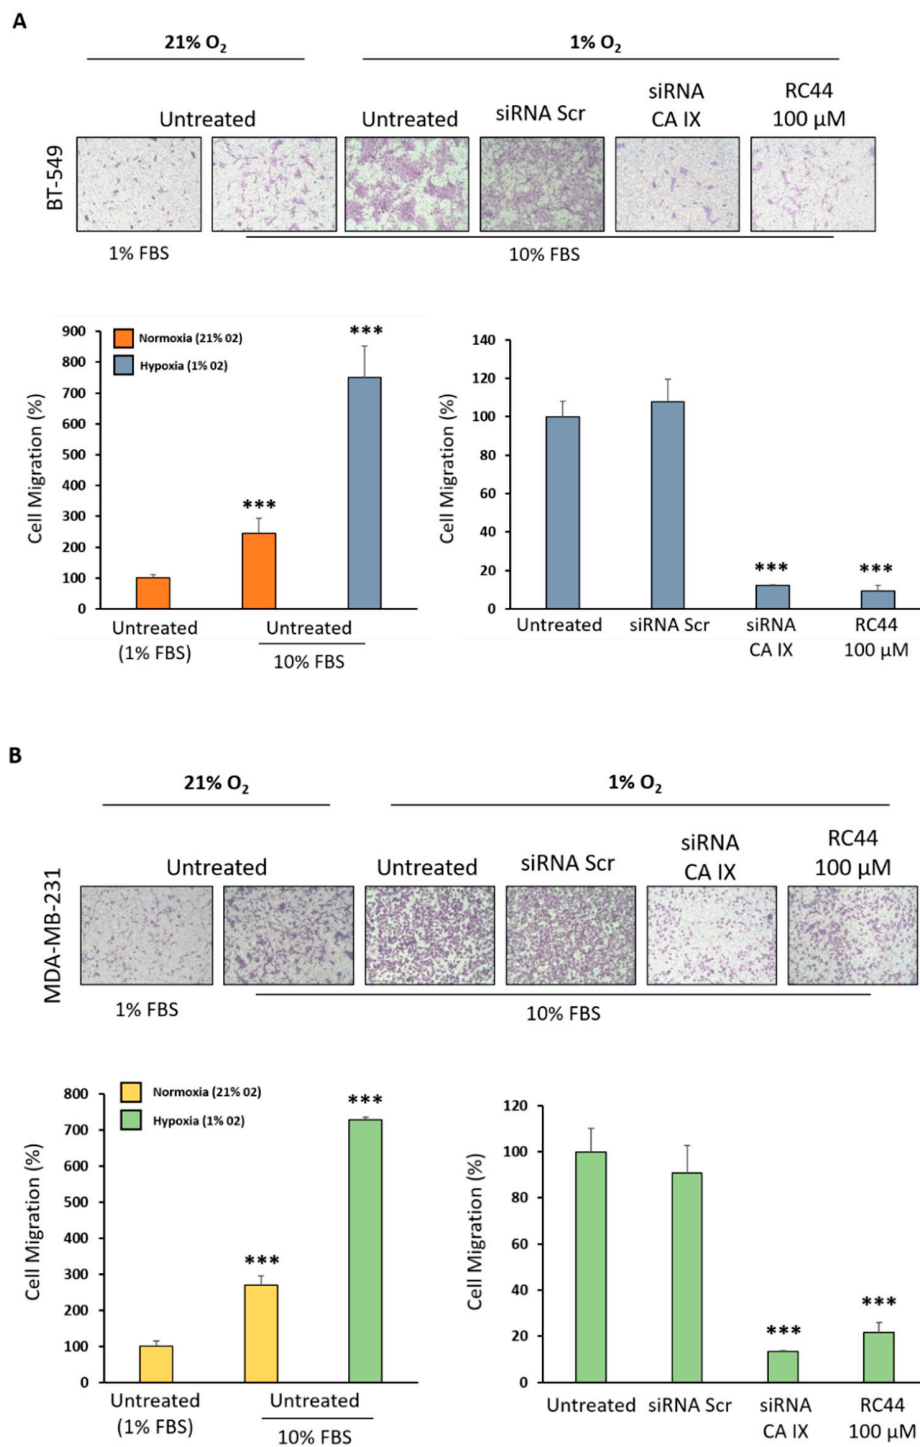 A
21% O2
1% O2
Untreated
Untreated
siRNA Scr
siRNA
CA IX
RC44
100 µM
BT-549
1% FBS
10% FBS
Cell Migration (%)
900
800
700
600
500
400
300
200
100
0
Normoxia (21% 02)
Hypoxia (1% 02)
***
***
Untreated
(1% FBS)
Untreated
10% FBS
Cell Migration (%)
140
120
100
80
60
40
20
0
***
***
Untreated
siRNA Scr
siRNA
CA IX
RC44
100 µM
B
21% O2
1% O2
Untreated
Untreated
siRNA Scr
siRNA
CA IX
RC44
100 µM
MDA-MB-231
1% FBS
10% FBS
Cell Migration (%)
800
700
600
500
400
300
200
100
0
Normoxia (21% 02)
Hypoxia (1% 02)
***
***
Untreated
(1% FBS)
Untreated
10% FBS
Cell Migration (%)
120
100
80
60
40
20
0
***
***
Untreated
siRNA Scr
siRNA
CA IX
RC44
100 µM